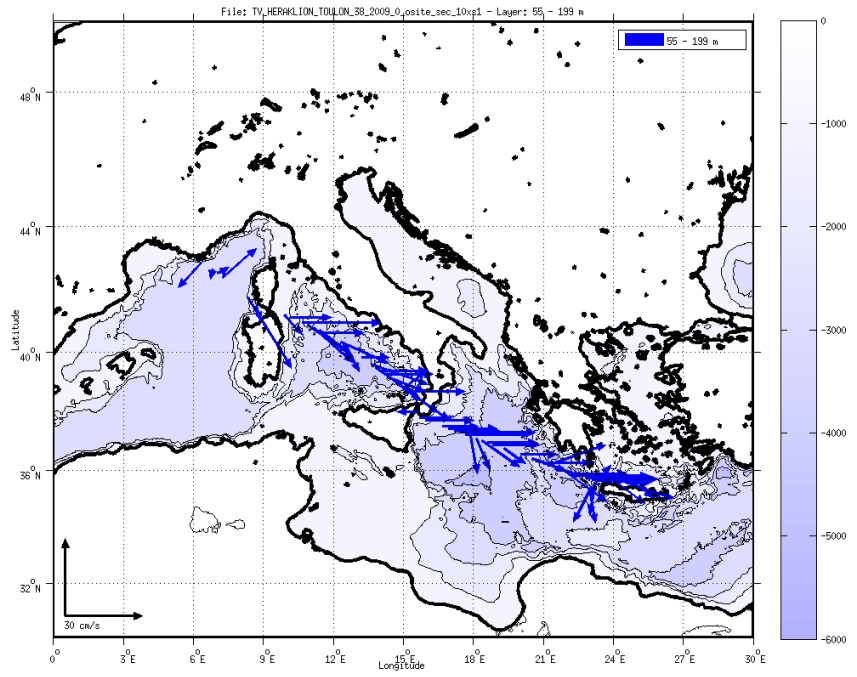 File: TV_HERAKLION_TOULON_38_2009_0_osite_sec_10xs1 - Layer: 55 - 199 m
55 - 199 m
0
48°N
-1000
44°N
-2000
Latitude
-3000
40°N
-4000
36°N
-5000
32°N
30 cm/s
-6000
0° 3°E 6°E 9°E 12°E 15°E 18°E 21°E 24°E 27°E 30°E
Longitude